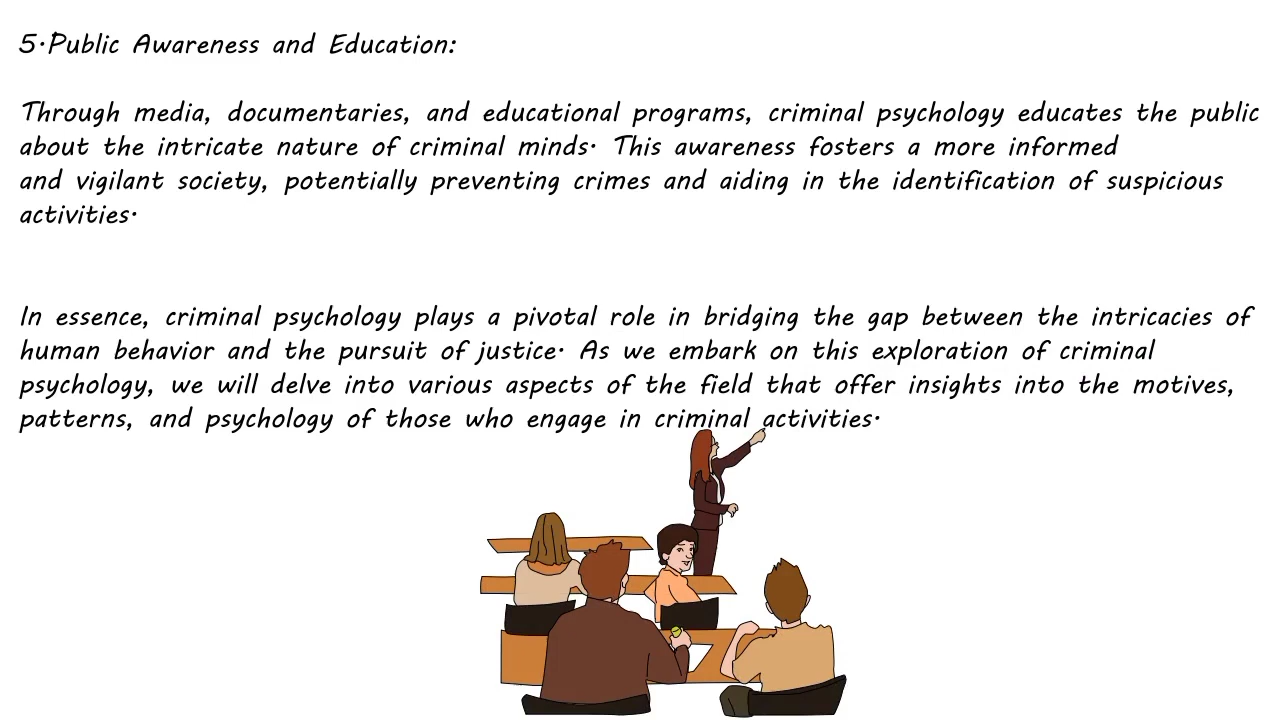 5.Public Awareness and Education:
Through media, documentaries, and educational programs, criminal psychology educates the public
about the intricate nature of criminal minds. This awareness fosters a more informed
and vigilant society, potentially preventing crimes and aiding in the identification of suspicious
activities.
In essence, criminal psychology plays a pivotal role in bridging the gap between the intricacies of
human behavior and the pursuit of justice. As we embark on this exploration of criminal
psychology, we will delve into various aspects of the field that offer insights into the motives,
patterns, and psychology of those who engage in criminal activities.